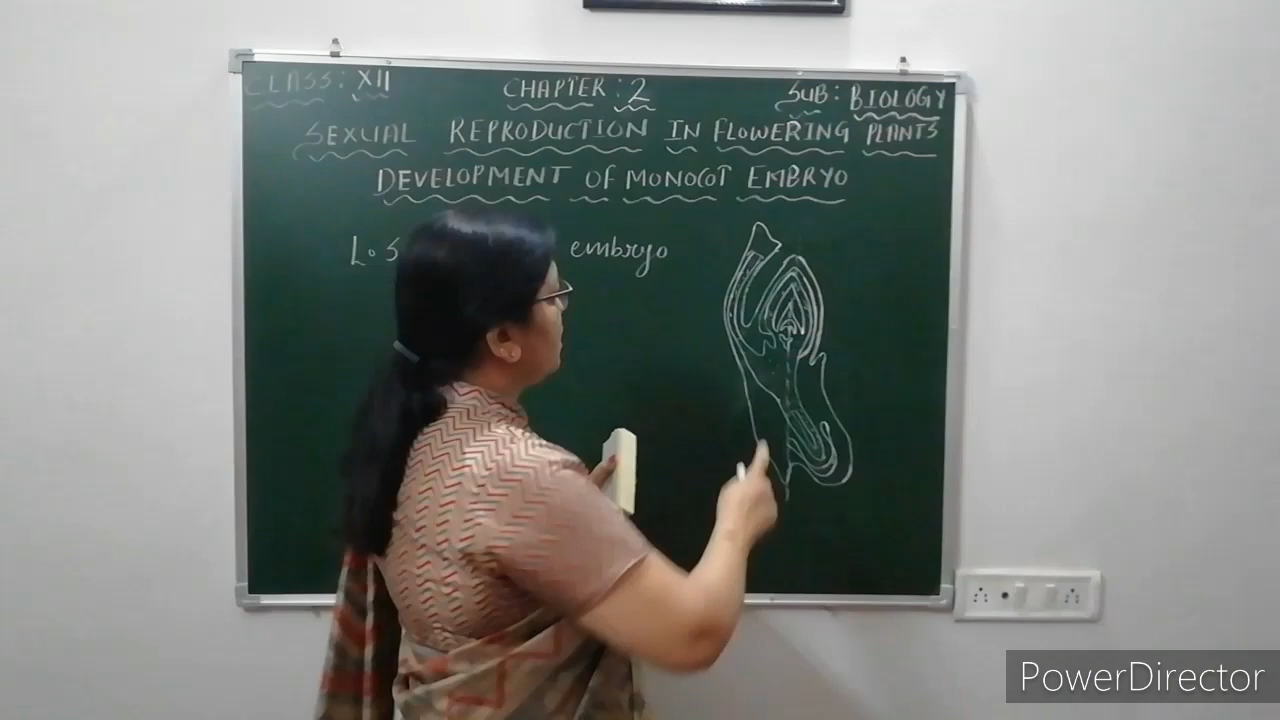 CLASS: XII CHAPTER: 2 SUB: BIOLOGY
SEXUAL REPRODUCTION IN FLOWERING PLANTS
DEVELOPMENT OF MONOCOT EMBRYO
L.S embryo
PowerDirector